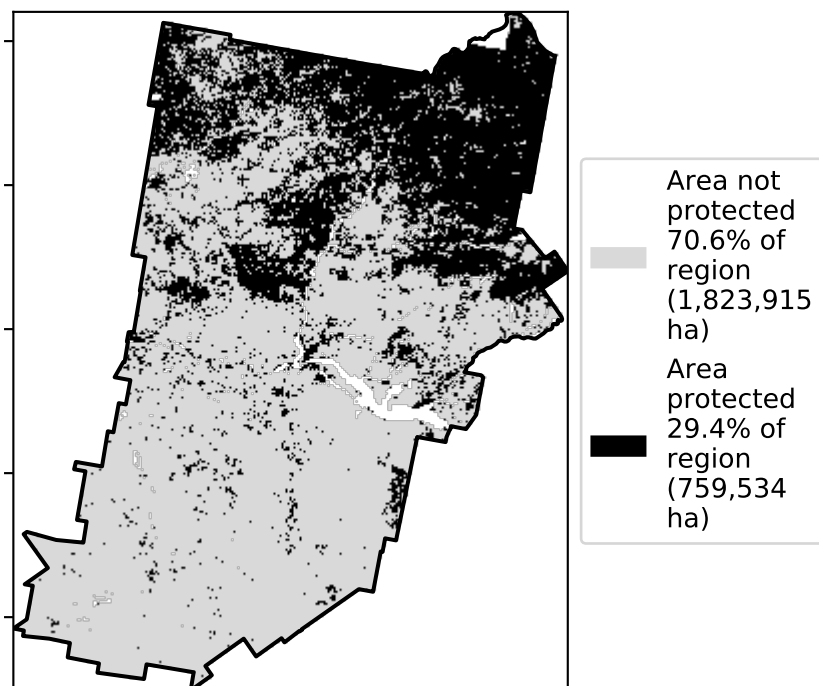 Area not
protected
70.6% of
region
(1,823,915
ha)
Area
protected
29.4% of
region
(759,534
ha)